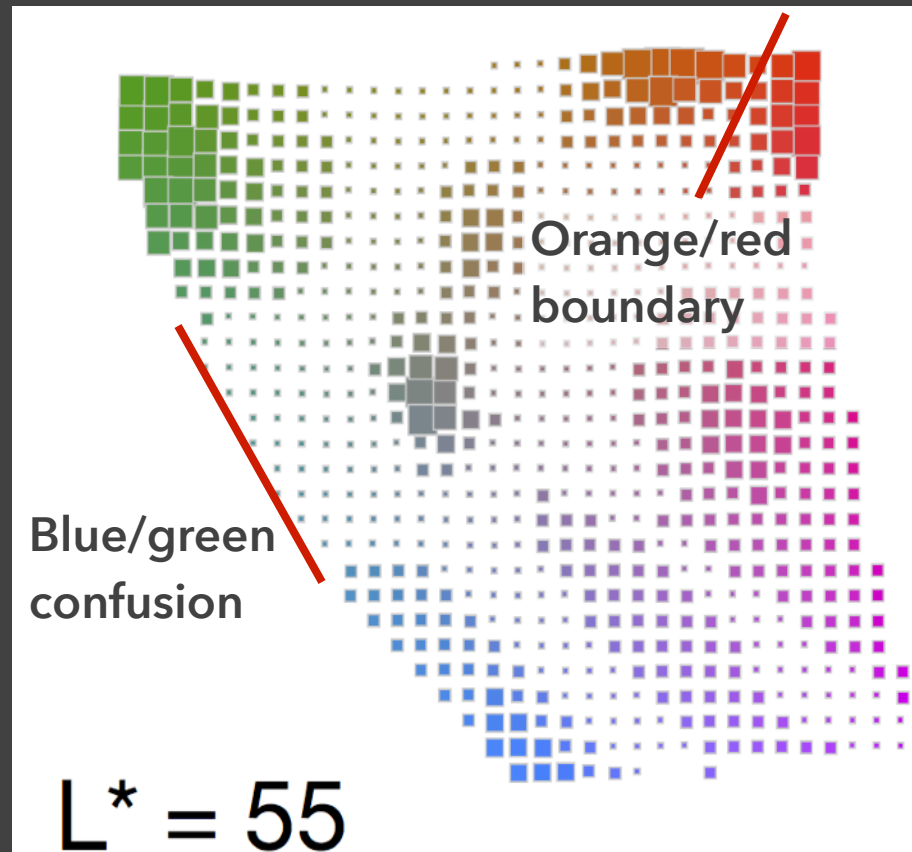 Orange/red
boundary
Blue/green
confusion
L* = 55